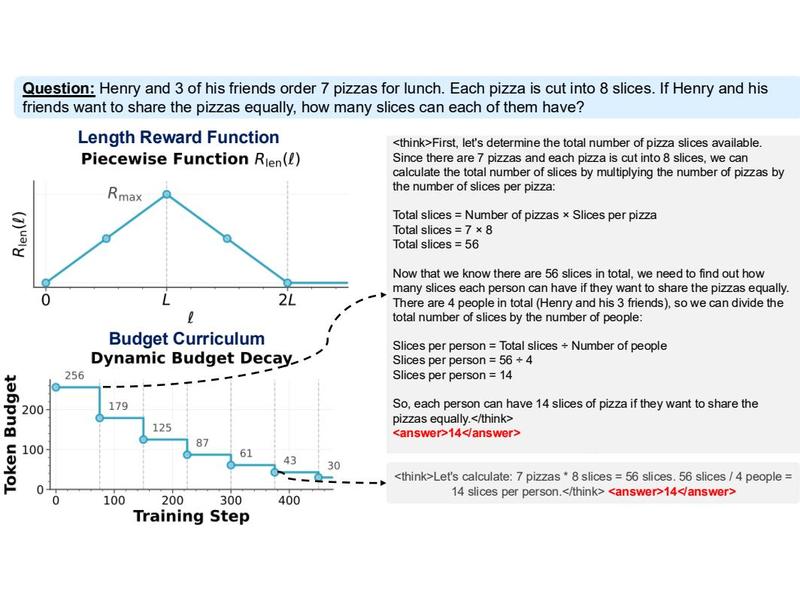 Question: Henry and 3 of his friends order 7 pizzas for lunch. Each pizza is cut into 8 slices. If Henry and his
friends want to share the pizzas equally, how many slices can each of them have?
Length Reward Function
Piecewise Function R_len(ℓ)
R_max
R_len(ℓ)
0 L 2L
ℓ
Budget Curriculum
Dynamic Budget Decay
256
179
125
87
61
43
30
Token Budget
200
100
0
0 100 200 300 400
Training Step
<think>First, let's determine the total number of pizza slices available.
Since there are 7 pizzas and each pizza is cut into 8 slices, we can
calculate the total number of slices by multiplying the number of pizzas by
the number of slices per pizza:
Total slices = Number of pizzas × Slices per pizza
Total slices = 7 × 8
Total slices = 56
Now that we know there are 56 slices in total, we need to find out how
many slices each person can have if they want to share the pizzas equally.
There are 4 people in total (Henry and his 3 friends), so we can divide the
total number of slices by the number of people:
Slices per person = Total slices ÷ Number of people
Slices per person = 56 ÷ 4
Slices per person = 14
So, each person can have 14 slices of pizza if they want to share the
pizzas equally.</think>
<answer>14</answer>
<think>Let's calculate: 7 pizzas * 8 slices = 56 slices. 56 slices / 4 people =
14 slices per person.</think> <answer>14</answer>